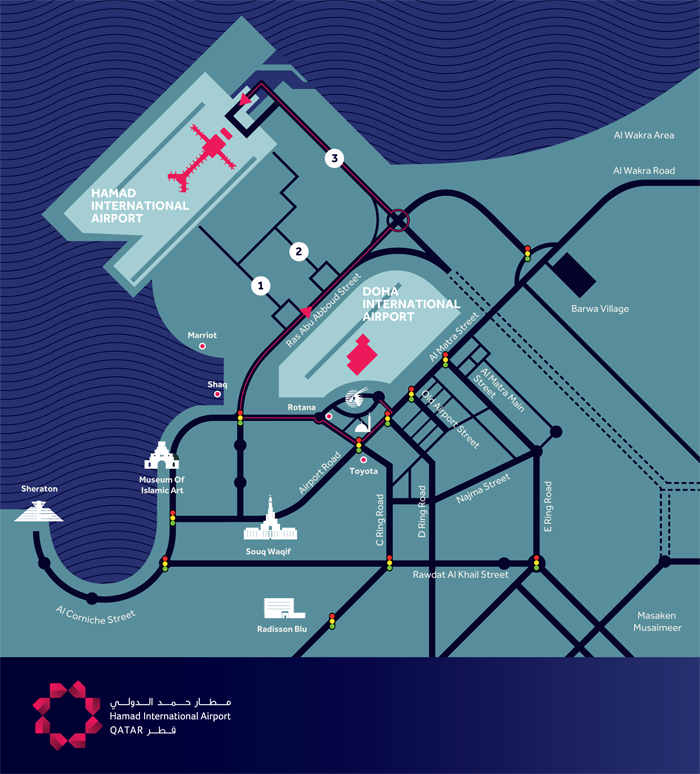 Al Wakra Area
Al Wakra Road
3
HAMAD
INTERNATIONAL
AIRPORT
2
1
DOHA
INTERNATIONAL
AIRPORT
Barwa Village
Ras Abu Abboud Street
Al Matra Street
Marriot
Al Matra Main
Street
Shaq
Rotana
Old Airport Street
Museum Of
Islamic Art
Airport Road
Toyota
Sheraton
Najma Street
C Ring Road
D Ring Road
E Ring Road
Souq Waqif
Rawdat Al Khail Street
Al Corniche Street
Radisson Blu
Masaken
Musaimeer
مطار حمد الدولي
Hamad International Airport
QATAR قطر